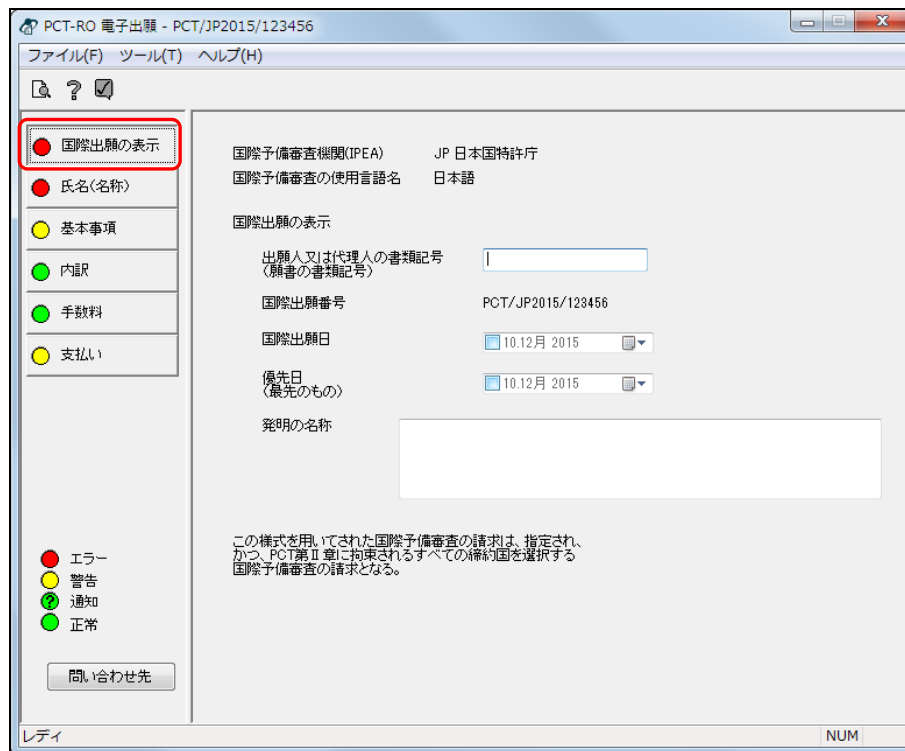 PCT-RO 電子出願 - PCT/JP2015/123456
ファイル(F) ツール(T) ヘルプ(H)
国際出願の表示
氏名(名称)
基本事項
内訳
手数料
支払い
エラー
警告
通知
正常
問い合わせ先
国際予備審査機関(IPEA) JP 日本国特許庁
国際予備審査の使用言語名 日本語
国際出願の表示
出願人又は代理人の書類記号
(願書の書類記号)
国際出願番号 PCT/JP2015/123456
国際出願日 10.12月 2015
優先日
(最先のもの) 10.12月 2015
発明の名称
この様式を用いてされた国際予備審査の請求は、指定され、
かつ、PCT第Ⅱ章に拘束されるすべての締約国を選択する
国際予備審査の請求となる。
レディ NUM